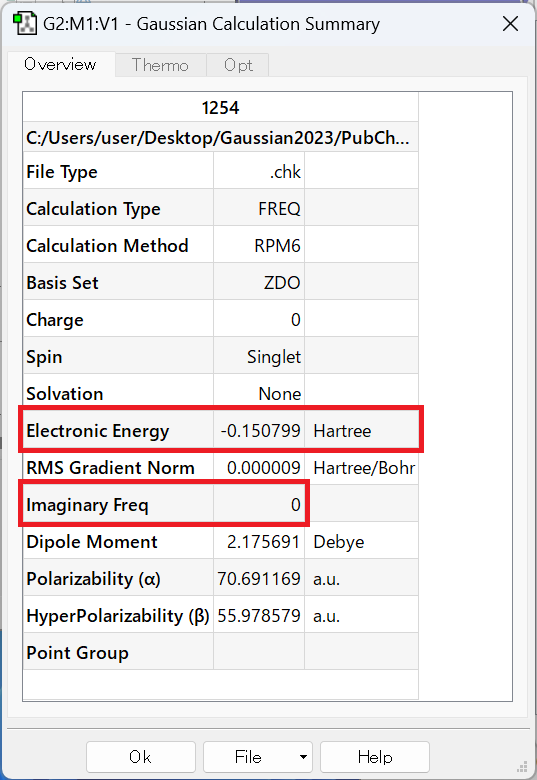 G2:M1:V1 - Gaussian Calculation Summary
Overview Thermo Opt
1254
C:/Users/user/Desktop/Gaussian2023/PubCh...
File Type .chk
Calculation Type FREQ
Calculation Method RPM6
Basis Set ZDO
Charge 0
Spin Singlet
Solvation None
Electronic Energy -0.150799 Hartree
RMS Gradient Norm 0.000009 Hartree/Bohr
Imaginary Freq 0
Dipole Moment 2.175691 Debye
Polarizability (α) 70.691169 a.u.
HyperPolarizability (β) 55.978579 a.u.
Point Group
Ok File Help